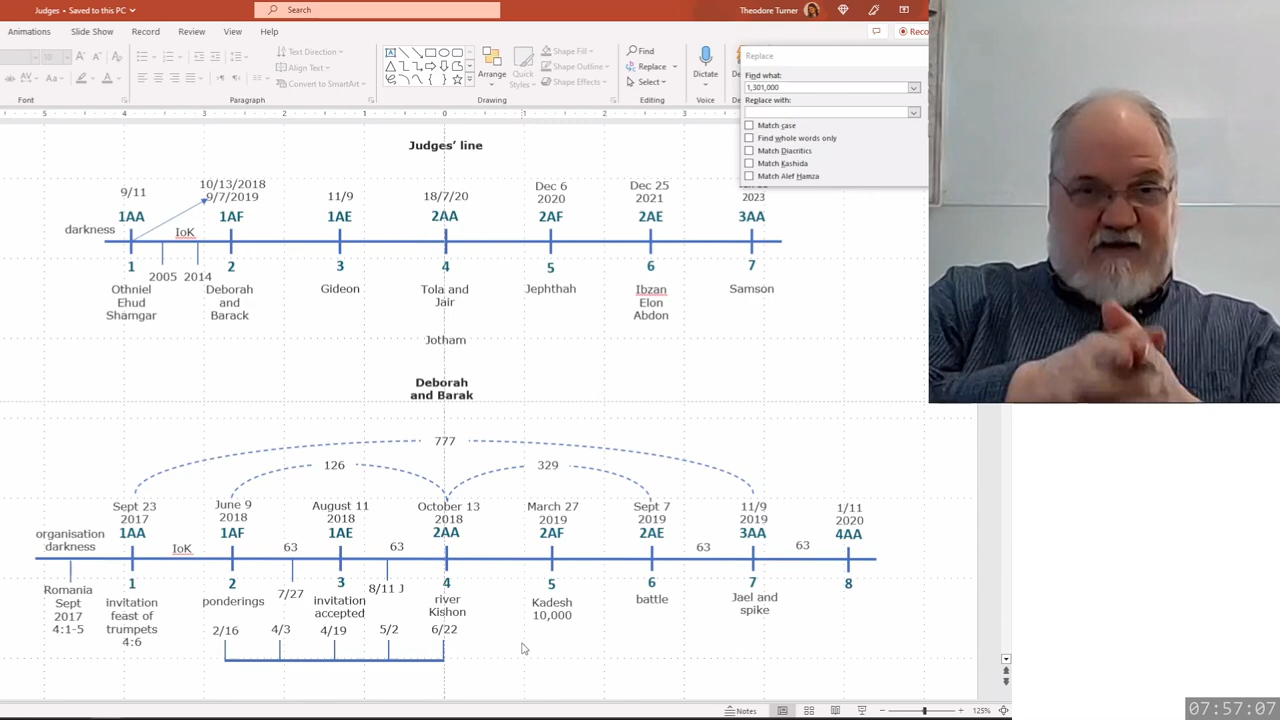 Judges • Saved to this PC
Search
Theodore Turner
Animations Slide Show Record Review View Help
Text Direction
Align Text
Convert to SmartArt
Arrange
Quick Styles
Shape Fill
Shape Outline
Shape Effects
Find
Replace
Select
Dictate
Font Paragraph Drawing Editing Voice
Replace
Find what:
1,301,000
Replace with:
Match case
Find whole words only
Match Diacritics
Match Kashida
Match Alef Hamza
5 4 3 2 1 0 1 2 3
Judges’ line
9/11 10/13/2018 11/9 18/7/20 Dec 6 Dec 25
9/7/2019 2020 2021 2023
1AA 1AF 1AE 2AA 2AF 2AE 3AA
darkness IoK
1 2 3 4 5 6 7
2005 2014
Othniel Deborah Gideon Tola and Jephthah Ibzan Samson
Ehud and Jair Elon
Shamgar Barack Abdon
Jotham
Deborah
and Barak
777
126 329
Sept 23 June 9 August 11 October 13 March 27 Sept 7 11/9 1/11
2017 2018 2018 2018 2019 2019 2019 2020
organisation 1AA 1AF 1AE 2AA 2AF 2AE 3AA 4AA
darkness IoK 63 63 63 63
1 2 3 4 5 6 7 8
7/27 8/11 J
Romania invitation ponderings invitation river Kadesh battle Jael and
Sept feast of accepted Kishon 10,000 spike
2017 trumpets
4:1-5 4:6
2/16 4/3 4/19 5/2 6/22
Notes 125%
07:57:07